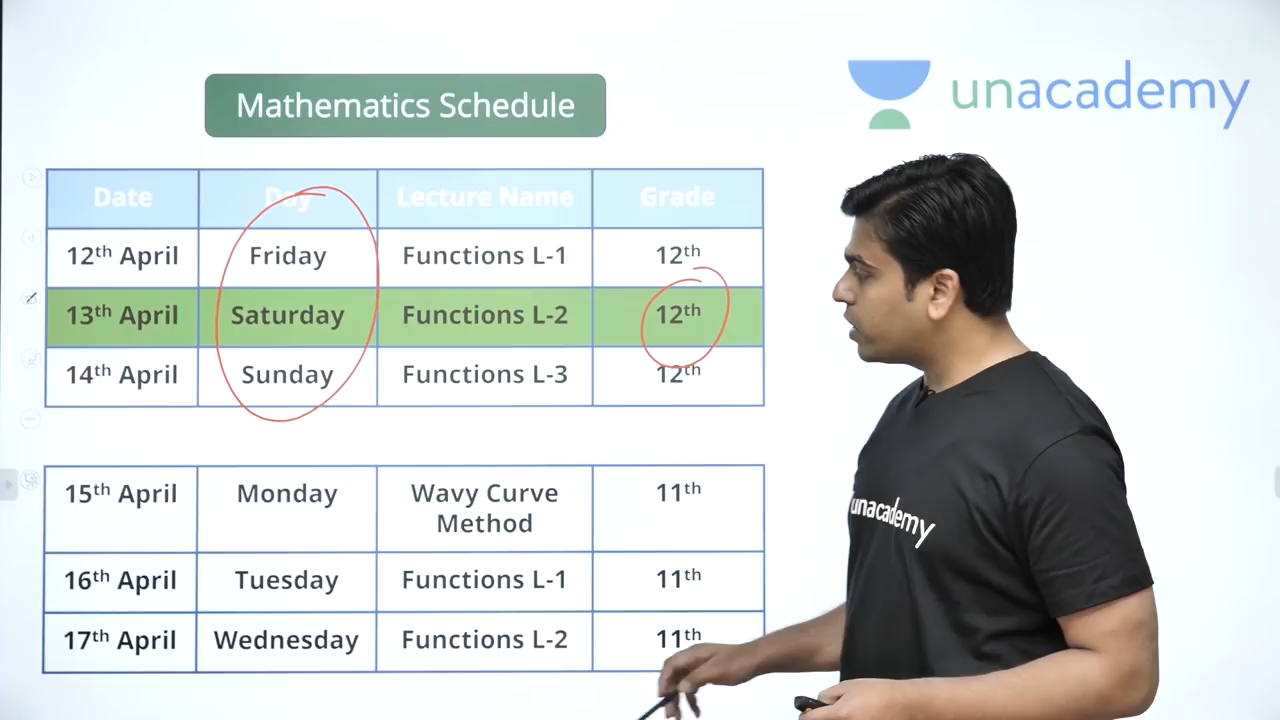 Mathematics Schedule
unacademy
Date Day Lecture Name Grade
12th April Friday Functions L-1 12th
13th April Saturday Functions L-2 12th
14th April Sunday Functions L-3 12th
15th April Monday Wavy Curve Method 11th
16th April Tuesday Functions L-1 11th
17th April Wednesday Functions L-2 11th
unacademy